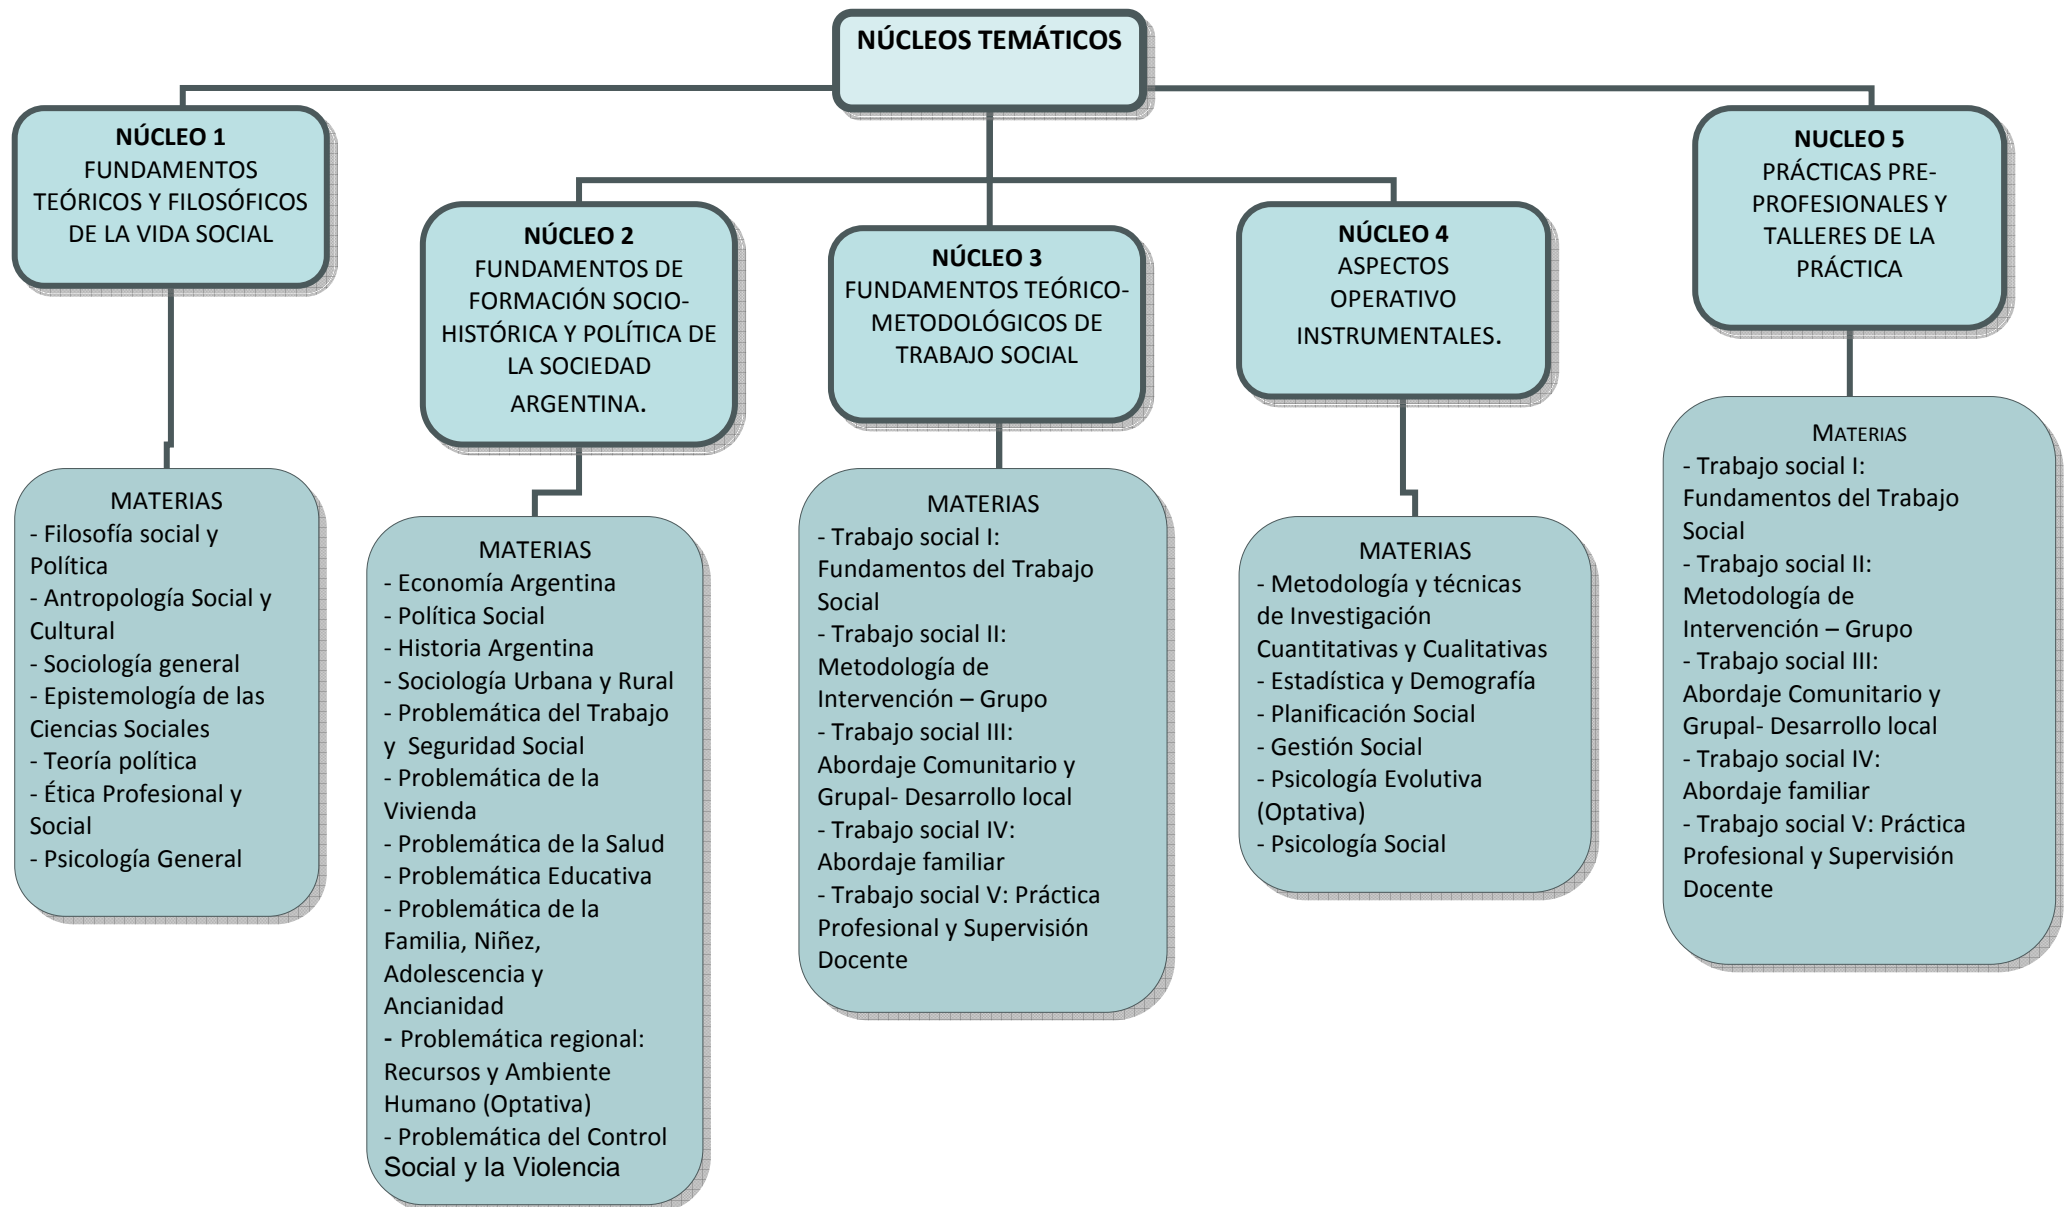 NÚCLEOS TEMÁTICOS
NÚCLEO 1
FUNDAMENTOS
TEÓRICOS Y FILOSÓFICOS
DE LA VIDA SOCIAL
NÚCLEO 2
FUNDAMENTOS DE
FORMACIÓN SOCIO-
HISTÓRICA Y POLÍTICA DE
LA SOCIEDAD
ARGENTINA.
NÚCLEO 3
FUNDAMENTOS TEÓRICO-
METODOLÓGICOS DE
TRABAJO SOCIAL
NÚCLEO 4
ASPECTOS
OPERATIVO
INSTRUMENTALES.
NUCLEO 5
PRÁCTICAS PRE-
PROFESIONALES Y
TALLERES DE LA
PRÁCTICA
MATERIAS
- Filosofía social y
Política
- Antropología Social y
Cultural
- Sociología general
- Epistemología de las
Ciencias Sociales
- Teoría política
- Ética Profesional y
Social
- Psicología General
MATERIAS
- Economía Argentina
- Política Social
- Historia Argentina
- Sociología Urbana y Rural
- Problemática del Trabajo
y  Seguridad Social
- Problemática de la
Vivienda
- Problemática de la Salud
- Problemática Educativa
- Problemática de la
Familia, Niñez,
Adolescencia y
Ancianidad
- Problemática regional:
Recursos y Ambiente
Humano (Optativa)
- Problemática del Control
Social y la Violencia
MATERIAS
- Trabajo social I:
Fundamentos del Trabajo
Social
- Trabajo social II:
Metodología de
Intervención – Grupo
- Trabajo social III:
Abordaje Comunitario y
Grupal- Desarrollo local
- Trabajo social IV:
Abordaje familiar
- Trabajo social V: Práctica
Profesional y Supervisión
Docente
MATERIAS
- Metodología y técnicas
de Investigación
Cuantitativas y Cualitativas
- Estadística y Demografía
- Planificación Social
- Gestión Social
- Psicología Evolutiva
(Optativa)
- Psicología Social
MATERIAS
- Trabajo social I:
Fundamentos del Trabajo
Social
- Trabajo social II:
Metodología de
Intervención – Grupo
- Trabajo social III:
Abordaje Comunitario y
Grupal- Desarrollo local
- Trabajo social IV:
Abordaje familiar
- Trabajo social V: Práctica
Profesional y Supervisión
Docente